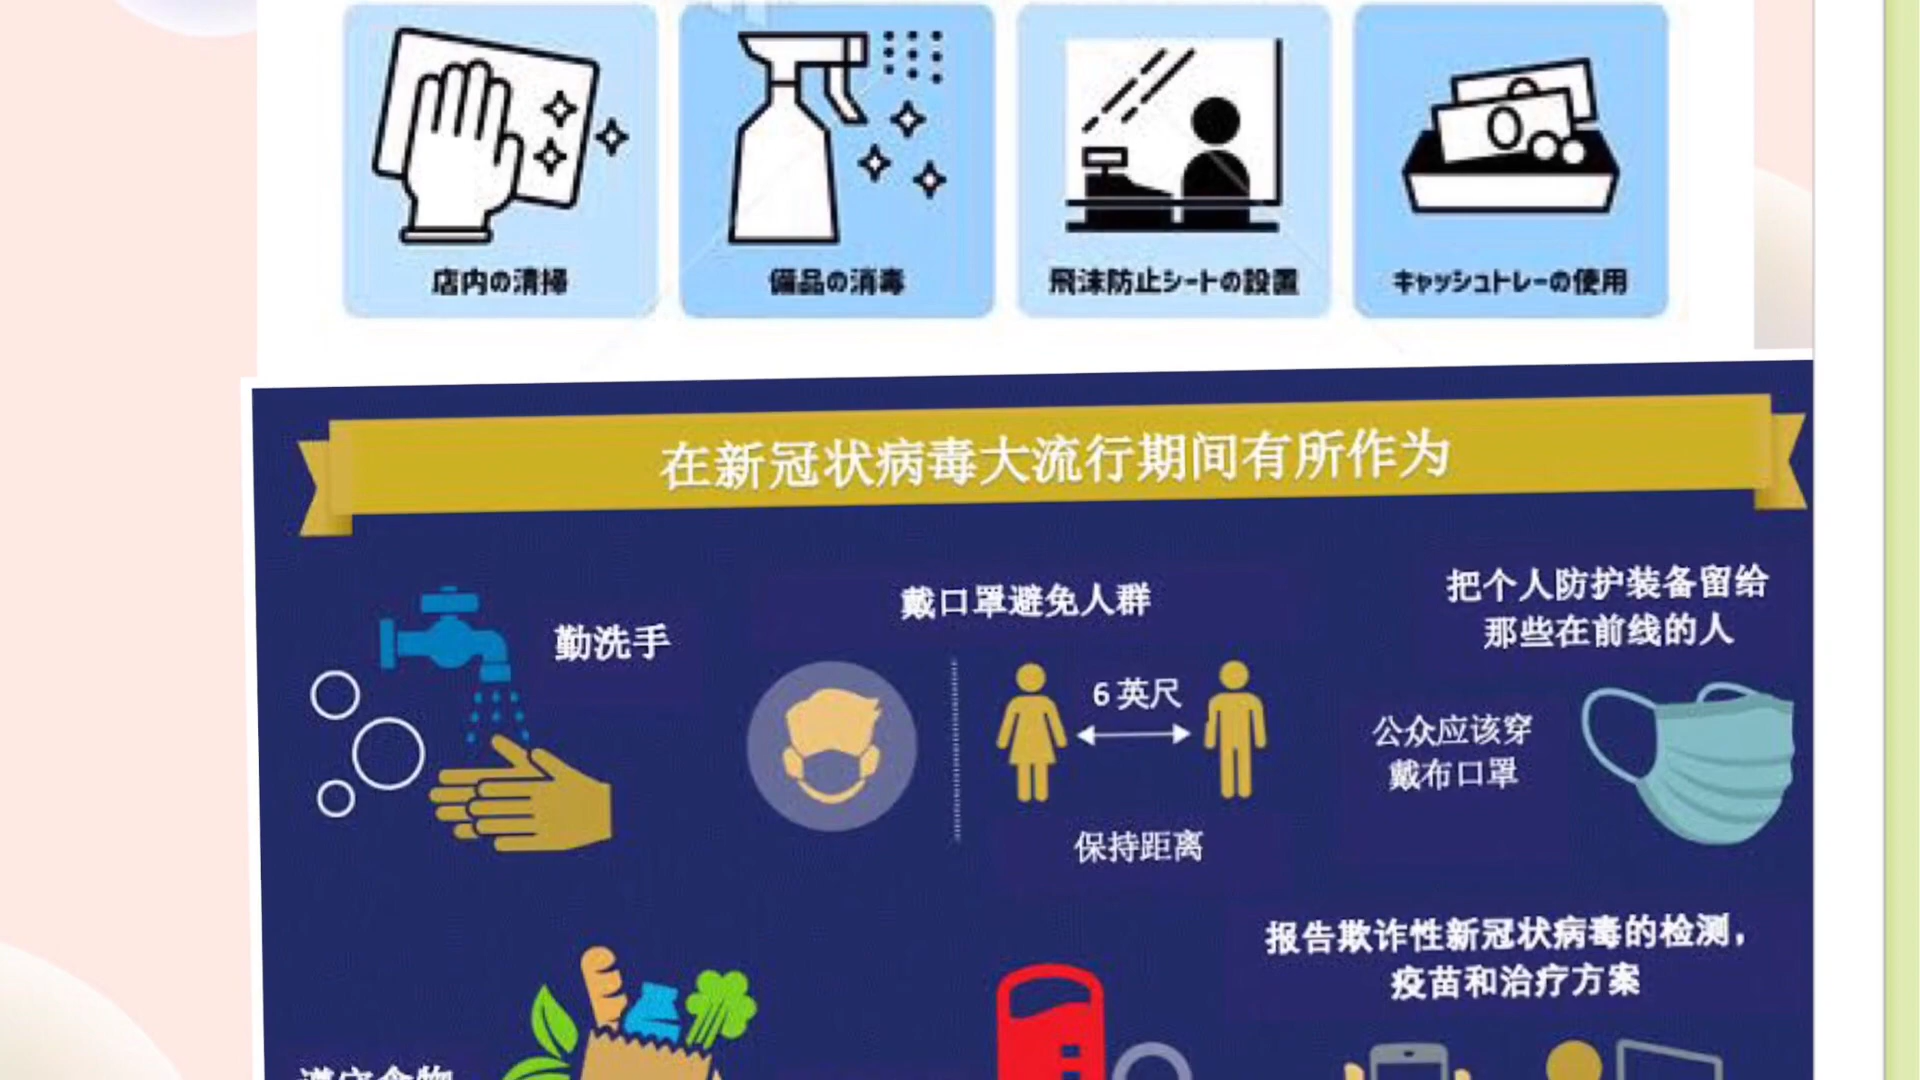 店内の清掃
備品の消毒
飛沫防止シートの設置
キャッシュトレーの使用
在新冠状病毒大流行期间有所作为
勤洗手
戴口罩避免人群
6 英尺
保持距离
把个人防护装备留给
那些在前线的人
公众应该穿
戴布口罩
报告欺诈性新冠状病毒的检测，
疫苗和治疗方案
遵守食物